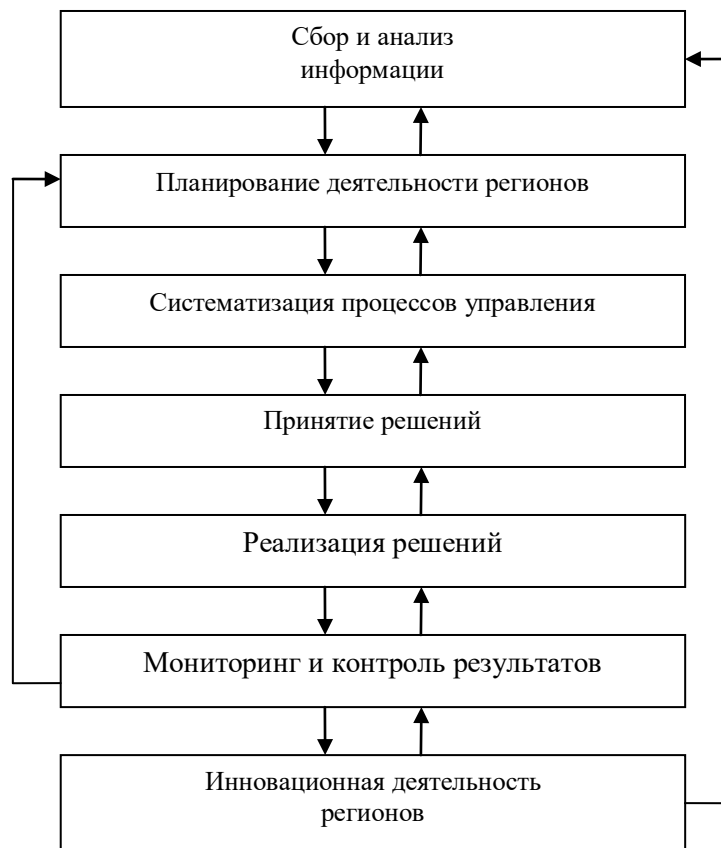 Сбор и анализ
информации
Планирование деятельности регионов
Систематизация процессов управления
Принятие решений
Реализация решений
Мониторинг и контроль результатов
Инновационная деятельность
регионов